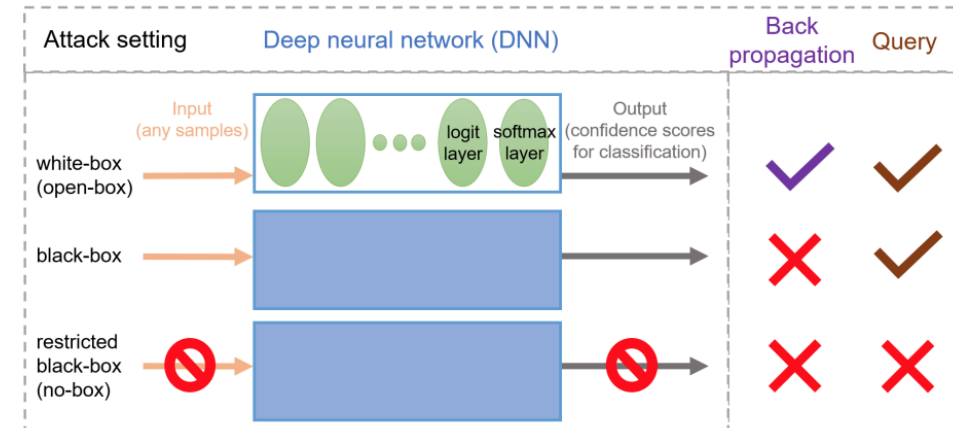 Attack setting
Deep neural network (DNN)
Back
propagation
Query
Input
(any samples)
logit
layer
softmax
layer
Output
(confidence scores
for classification)
white-box
(open-box)
black-box
restricted
black-box
(no-box)